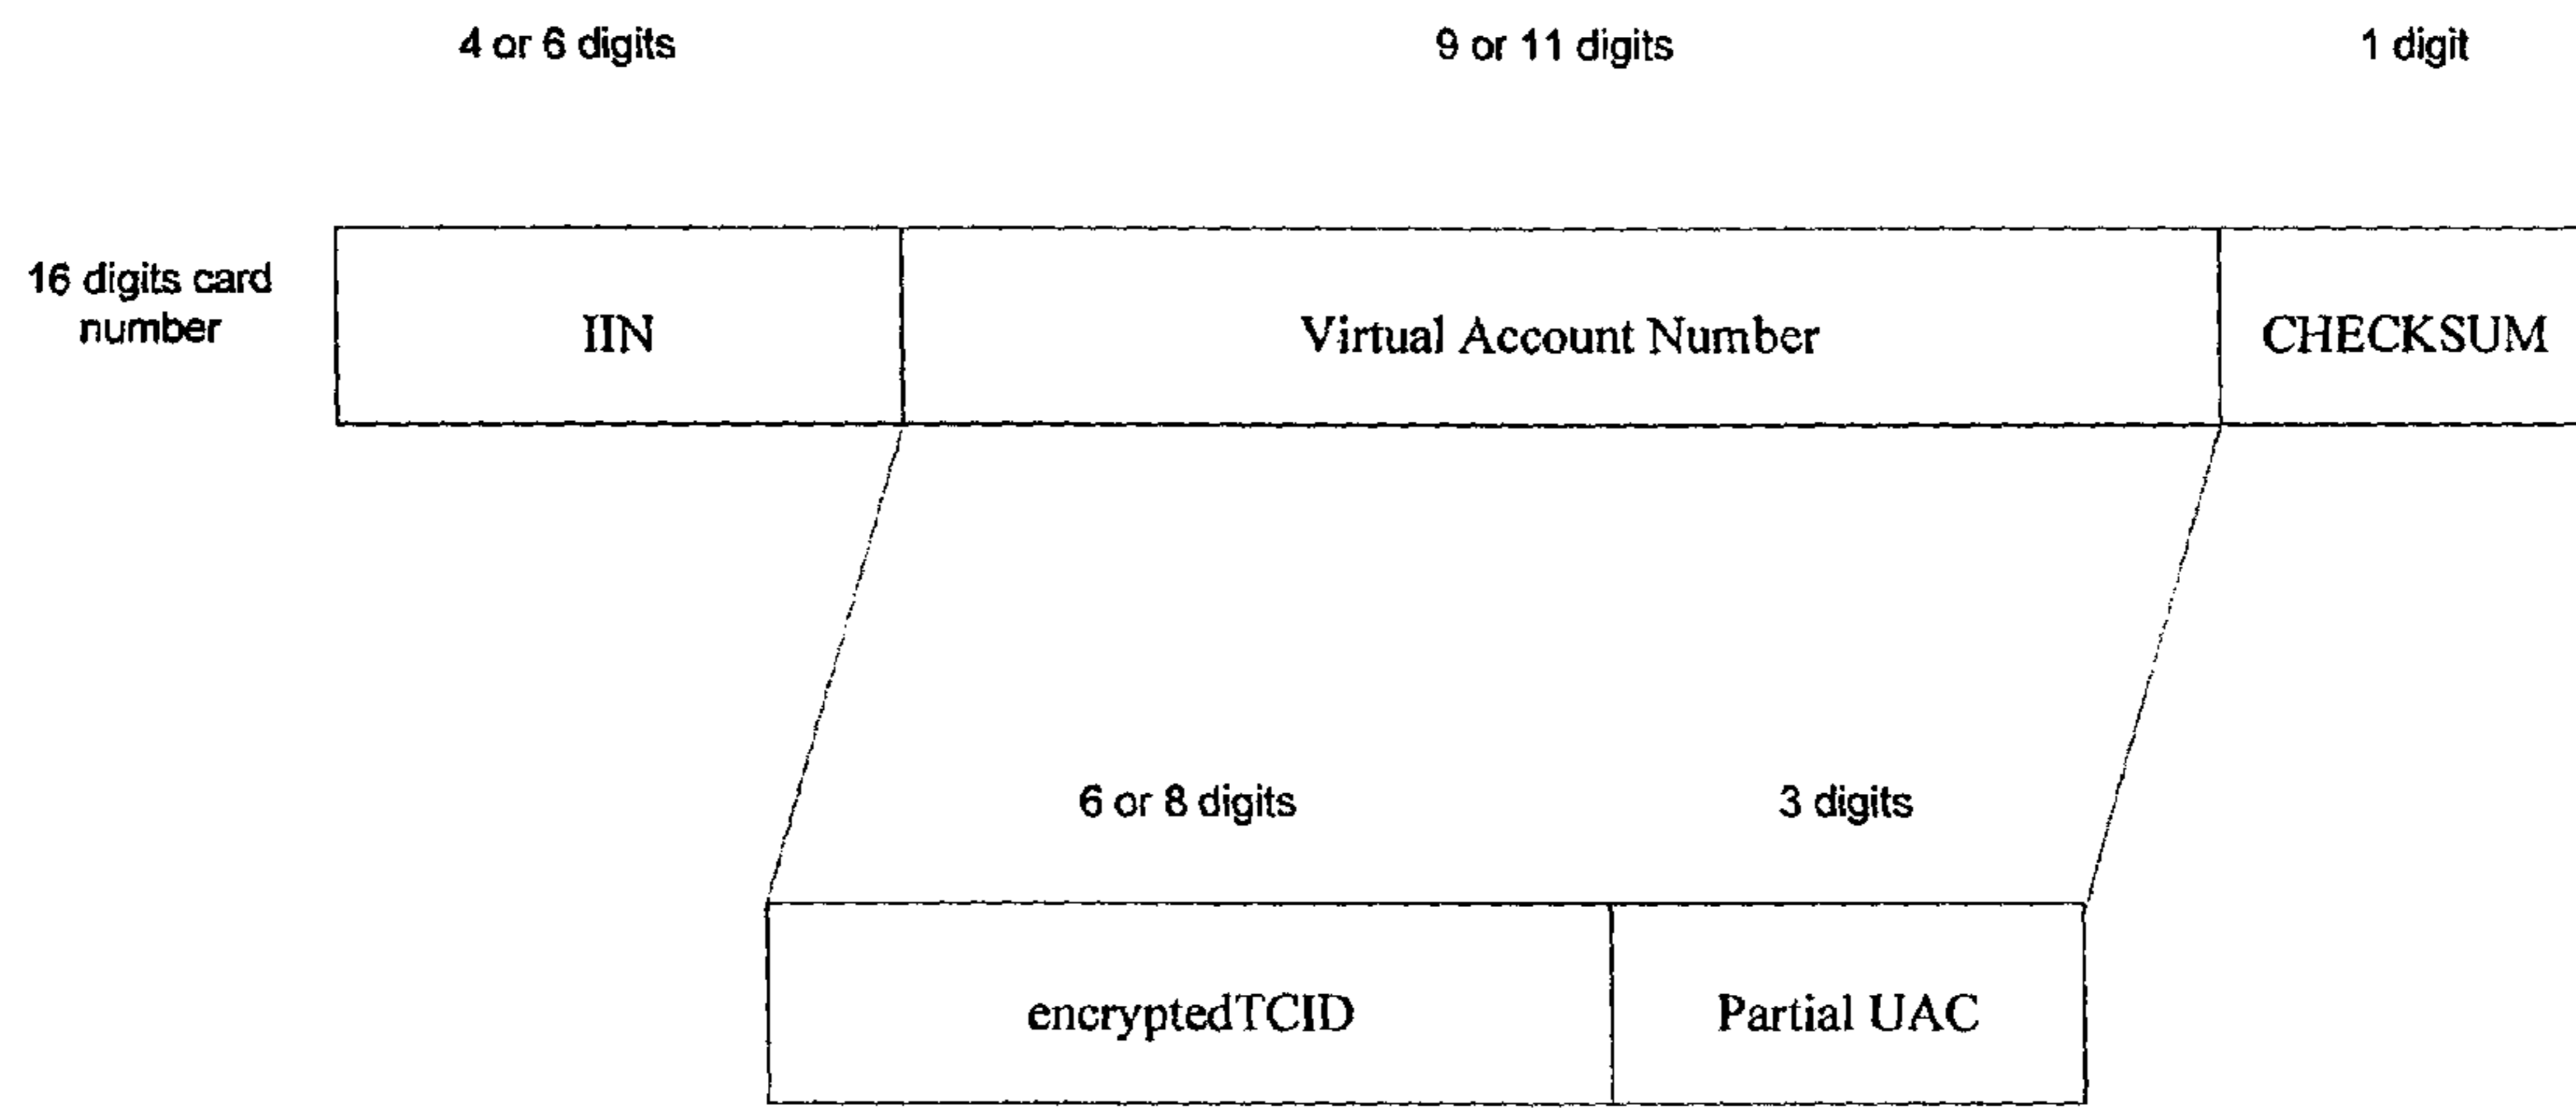 4 or 6 digits
9 or 11 digits
1 digit
16 digits card
number
IIN
Virtual Account Number
CHECKSUM
6 or 8 digits
3 digits
encryptedTCID
Partial UAC